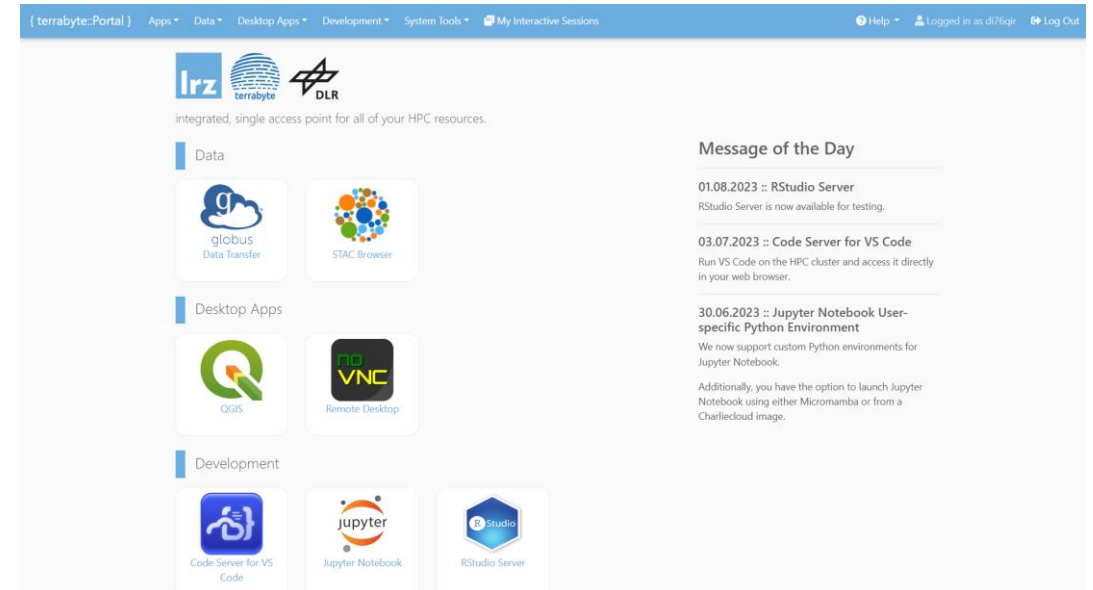 { terrabyte::Portal } Apps Data Desktop Apps Development System Tools My Interactive Sessions Help Logged in as di76qir Log Out
lrz terrabyte DLR
integrated, single access point for all of your HPC resources.
Data
g
globus
Data Transfer
STAC Browser
Desktop Apps
QGIS
no
VNC
Remote Desktop
Development
Code Server for VS
Code
jupyter
Jupyter Notebook
R Studio
RStudio Server
Message of the Day
01.08.2023 :: RStudio Server
RStudio Server is now available for testing.
03.07.2023 :: Code Server for VS Code
Run VS Code on the HPC cluster and access it directly
in your web browser.
30.06.2023 :: Jupyter Notebook User-
specific Python Environment
We now support custom Python environments for
Jupyter Notebook.
Additionally, you have the option to launch Jupyter
Notebook using either Micromamba or from a
Charliecloud image.